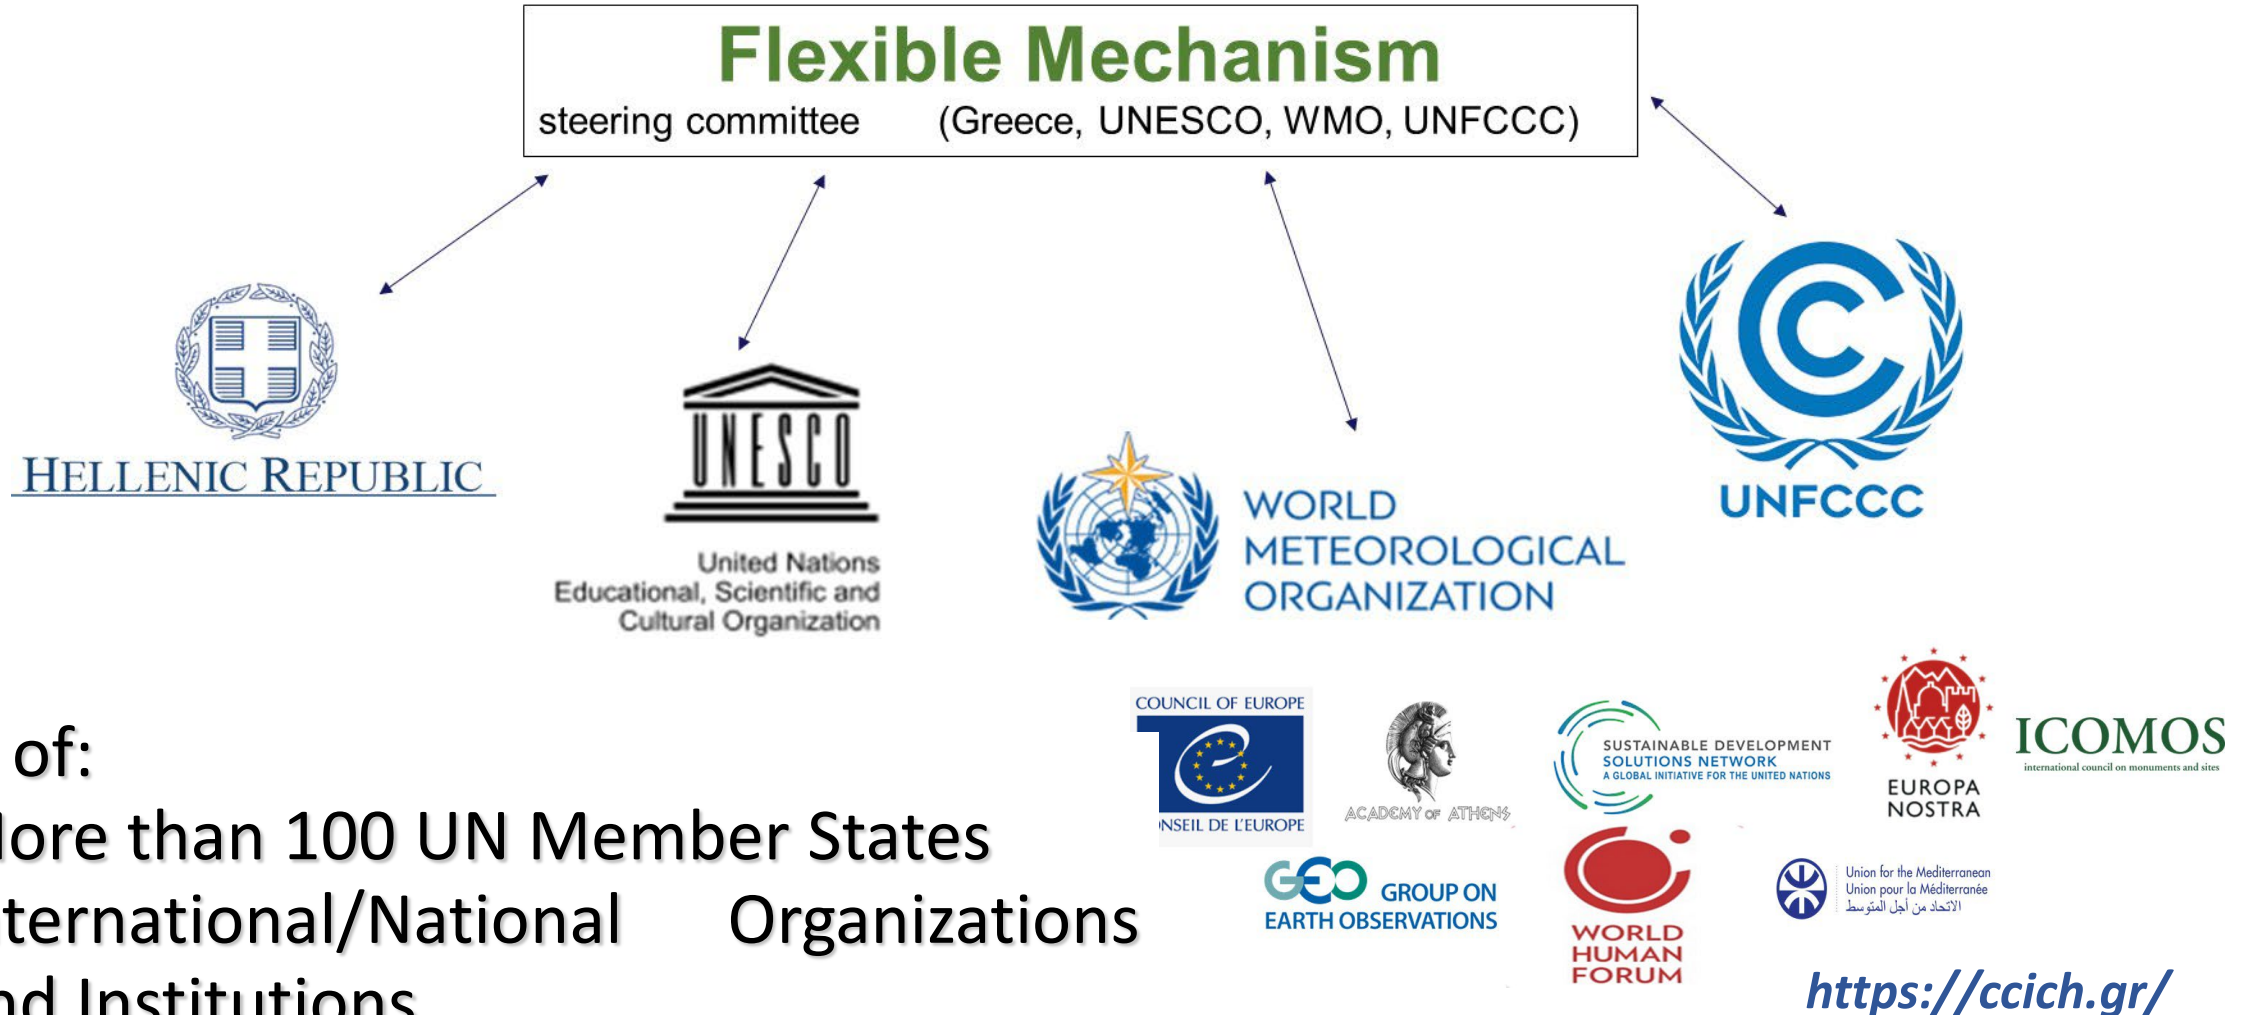 Flexible Mechanism
steering committee (Greece, UNESCO, WMO, UNFCCC)
HELLENIC REPUBLIC
UNESCO
United Nations
Educational, Scientific and
Cultural Organization
WORLD
METEOROLOGICAL
ORGANIZATION
UNFCCC
of:
ore than 100 UN Member States
ternational/National Organizations
nd Institutions
COUNCIL OF EUROPE
NSEIL DE L'EUROPE
ACADEMY OF ATHENS
SUSTAINABLE DEVELOPMENT
SOLUTIONS NETWORK
A GLOBAL INITIATIVE FOR THE UNITED NATIONS
EUROPA
NOSTRA
ICOMOS
international council on monuments and sites
GEO GROUP ON
EARTH OBSERVATIONS
WORLD
HUMAN
FORUM
Union for the Mediterranean
Union pour la Méditerranée
الاتحاد من أجل المتوسط
https://ccich.gr/